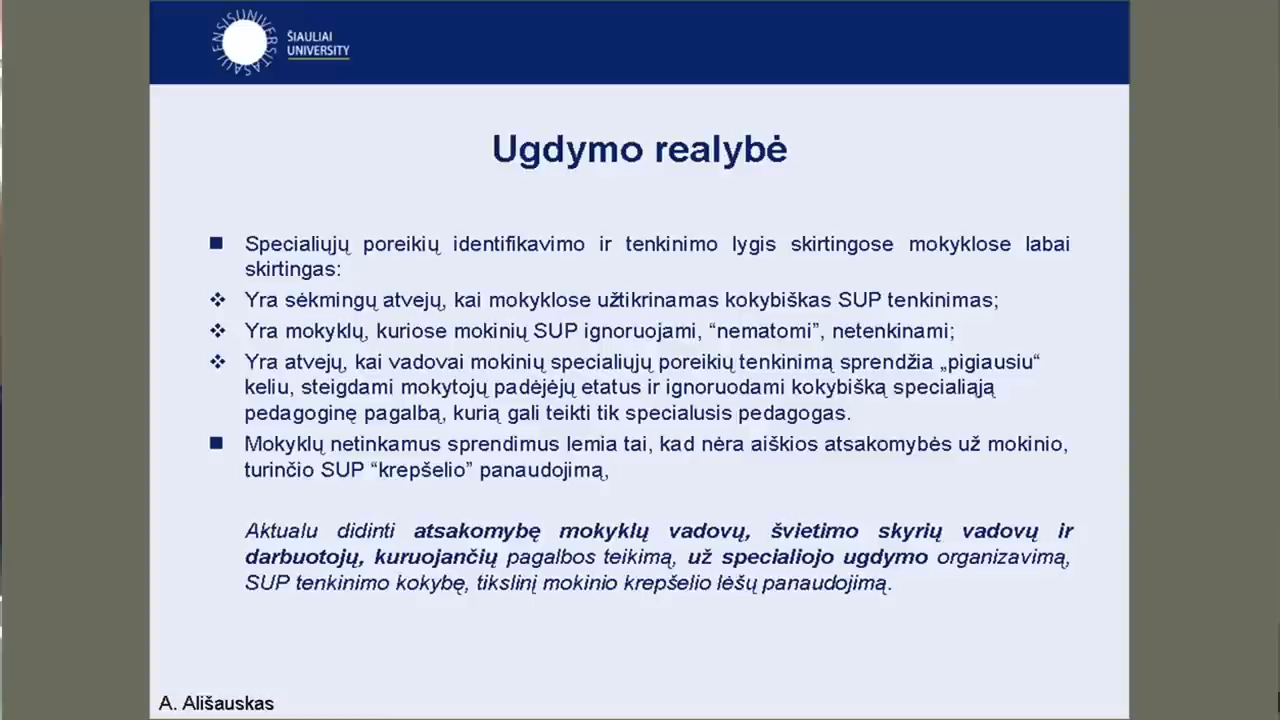 ENSISUNIVERSITASAUL
ŠIAULIAI
UNIVERSITY
Ugdymo realybė
Specialiųjų poreikių identifikavimo ir tenkinimo lygis skirtingose mokyklose labai
skirtingas:
Yra sėkmingų atvejų, kai mokyklose užtikrinamas kokybiškas SUP tenkinimas;
Yra mokyklų, kuriose mokinių SUP ignoruojami, “nematomi”, netenkinami;
Yra atvejų, kai vadovai mokinių specialiųjų poreikių tenkinimą sprendžia „pigiausiu“
keliu, steigdami mokytojų padėjėjų etatus ir ignoruodami kokybišką specialiąją
pedagoginę pagalbą, kurią gali teikti tik specialusis pedagogas.
Mokyklų netinkamus sprendimus lemia tai, kad nėra aiškios atsakomybės už mokinio,
turinčio SUP “krepšelio” panaudojimą,
Aktualu didinti atsakomybę mokyklų vadovų, švietimo skyrių vadovų ir
darbuotojų, kuruojančių pagalbos teikimą, už specialiojo ugdymo organizavimą,
SUP tenkinimo kokybę, tikslinį mokinio krepšelio lėšų panaudojimą.
A. Ališauskas